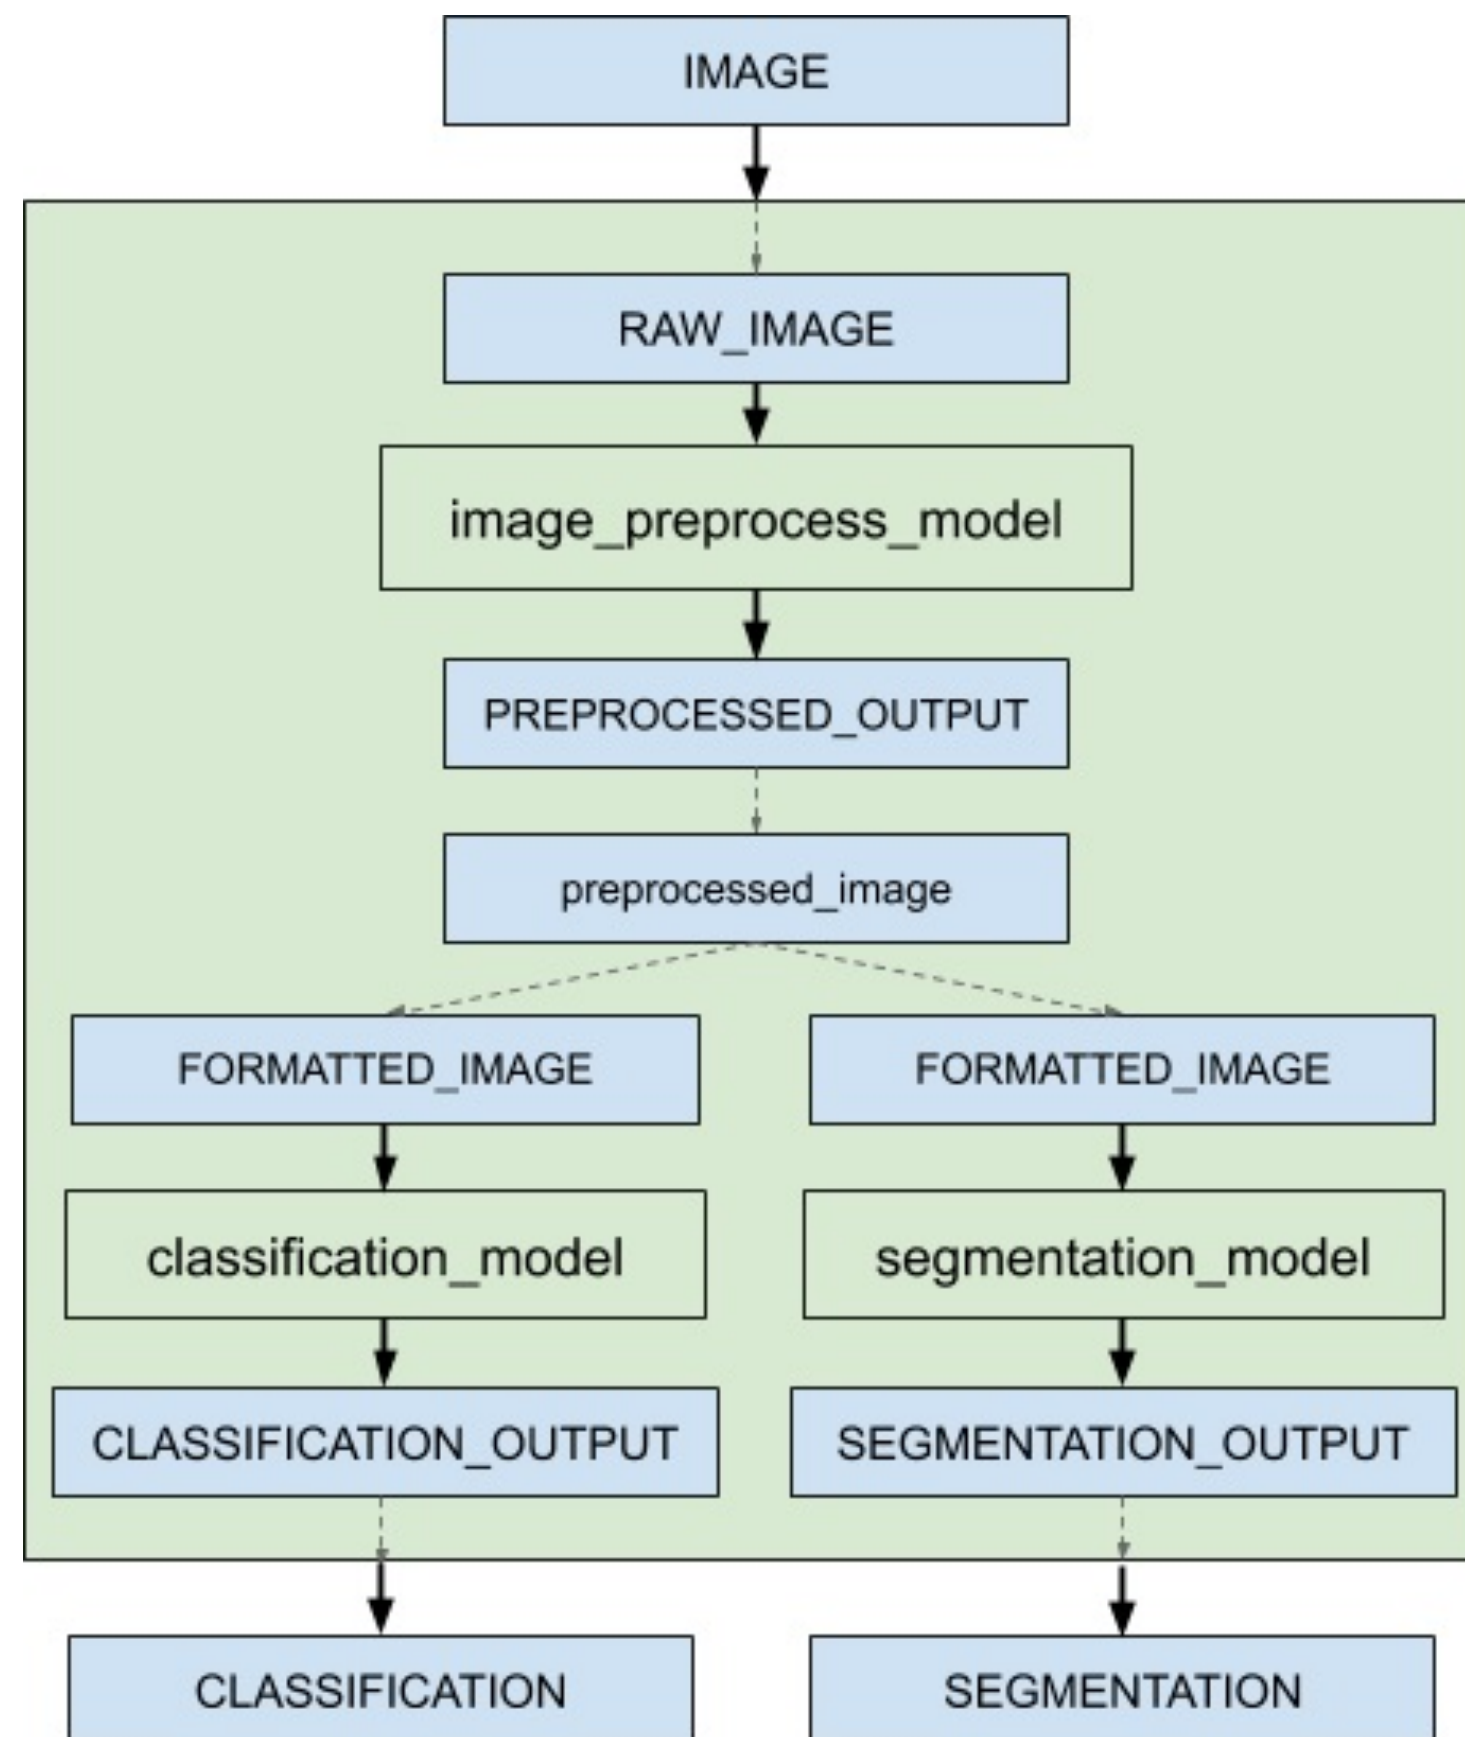 IMAGE
RAW_IMAGE
image_preprocess_model
PREPROCESSED_OUTPUT
preprocessed_image
FORMATTED_IMAGE
FORMATTED_IMAGE
classification_model
segmentation_model
CLASSIFICATION_OUTPUT
SEGMENTATION_OUTPUT
CLASSIFICATION
SEGMENTATION